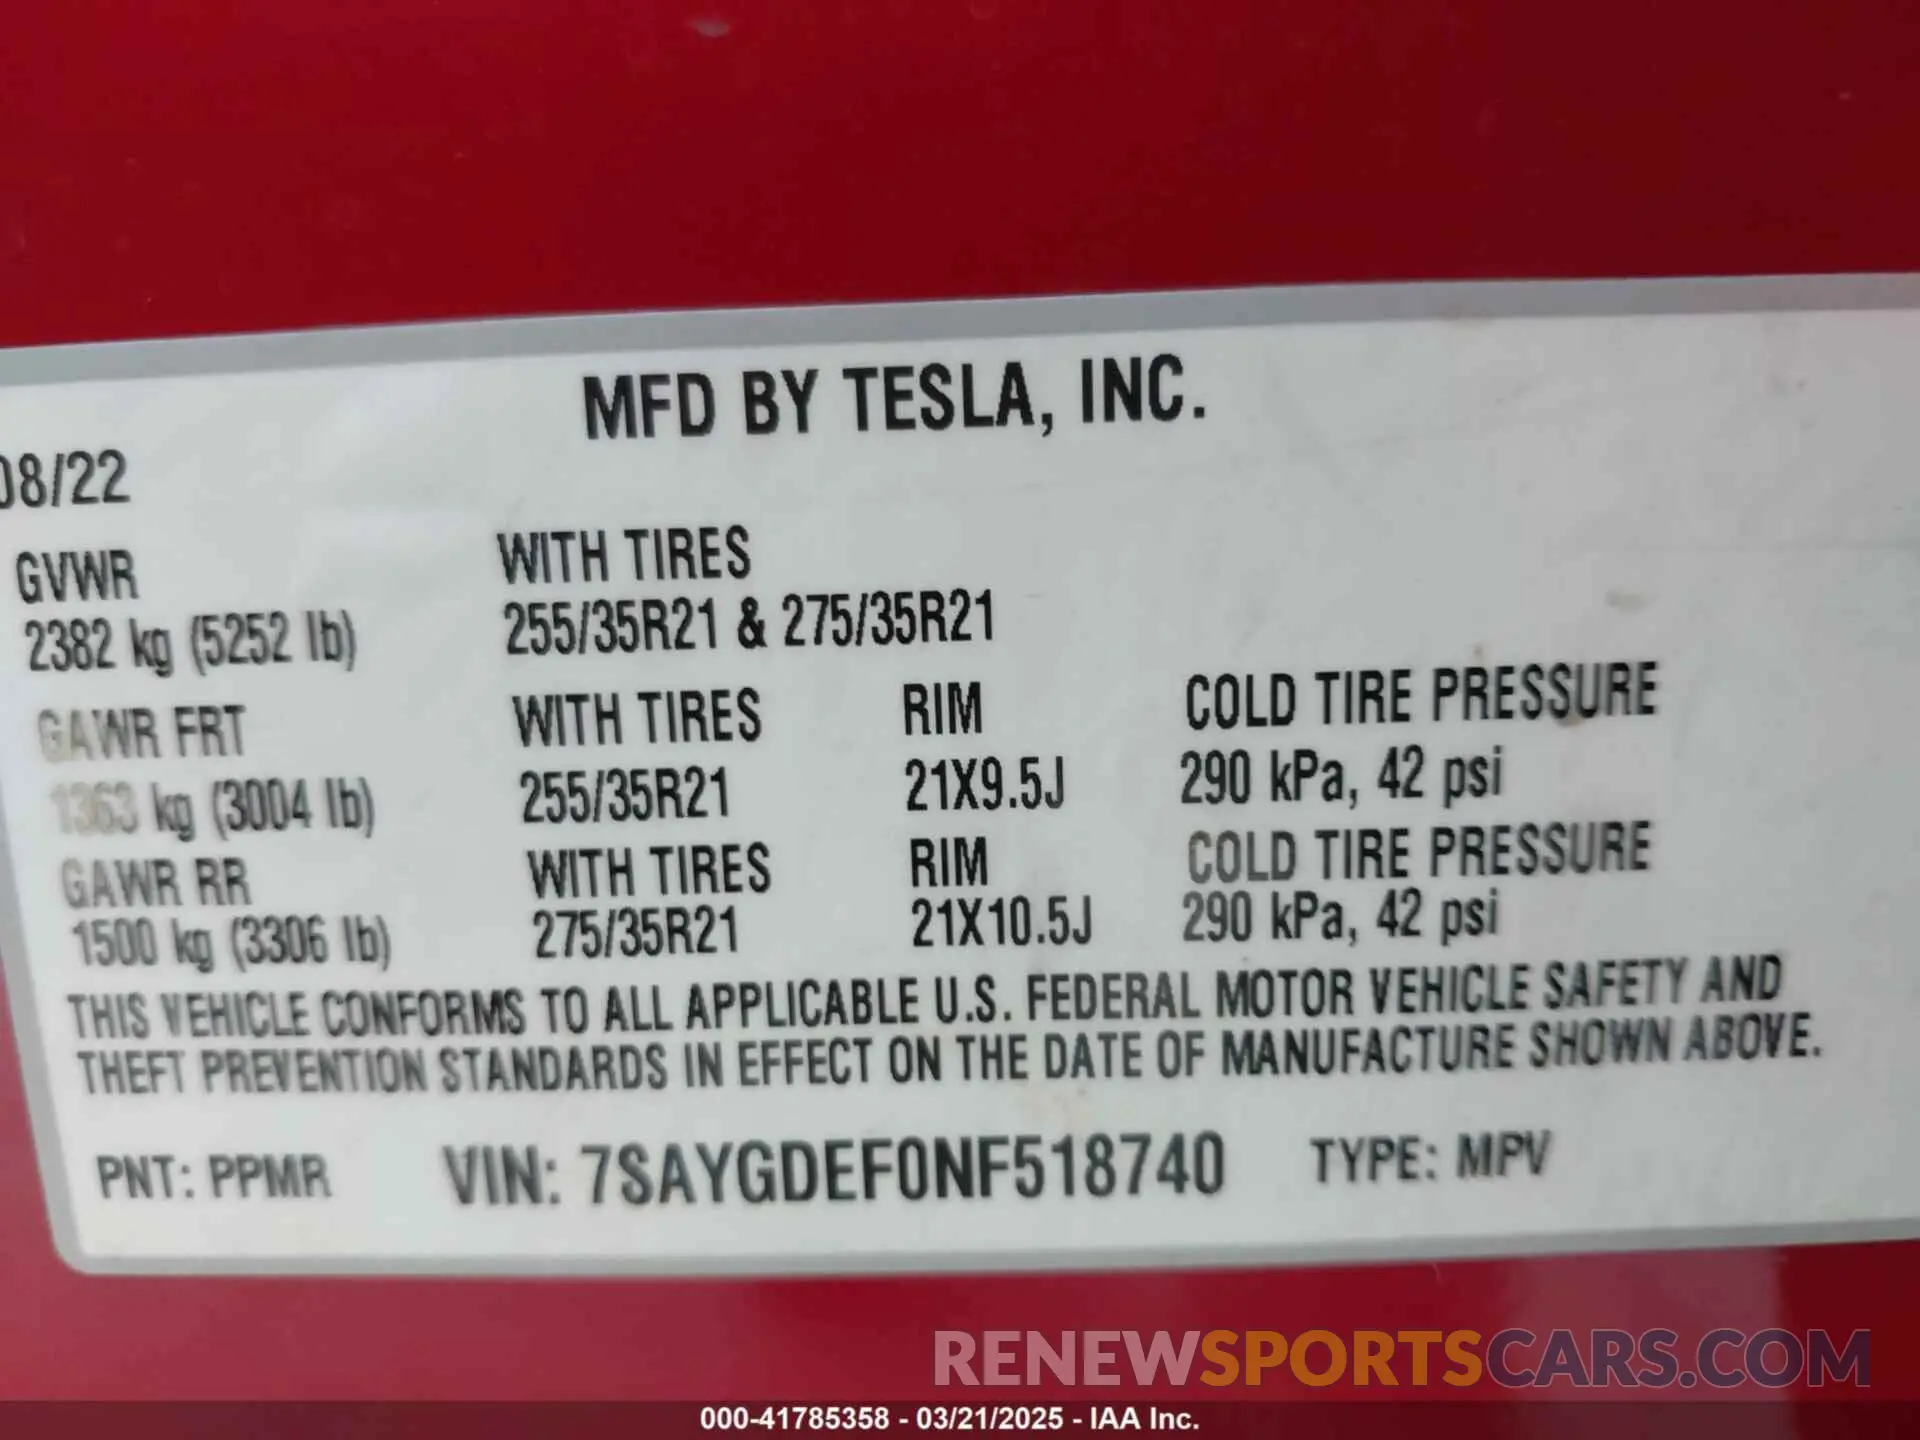 MFD BY TESLA, INC.
08/22
GVWR WITH TIRES
2382 kg (5252 lb) 255/35R21 & 275/35R21
GAWR FRT WITH TIRES RIM COLD TIRE PRESSURE
1363 kg (3004 lb) 255/35R21 21X9.5J 290 kPa, 42 psi
GAWR RR WITH TIRES RIM COLD TIRE PRESSURE
1500 kg (3306 lb) 275/35R21 21X10.5J 290 kPa, 42 psi
THIS VEHICLE CONFORMS TO ALL APPLICABLE U.S. FEDERAL MOTOR VEHICLE SAFETY AND
THEFT PREVENTION STANDARDS IN EFFECT ON THE DATE OF MANUFACTURE SHOWN ABOVE.
PNT: PPMR VIN: 7SAYGDEF0NF518740 TYPE: MPV
RENEWSPORTSCARS.COM
000-41785358 - 03/21/2025 - IAA Inc.